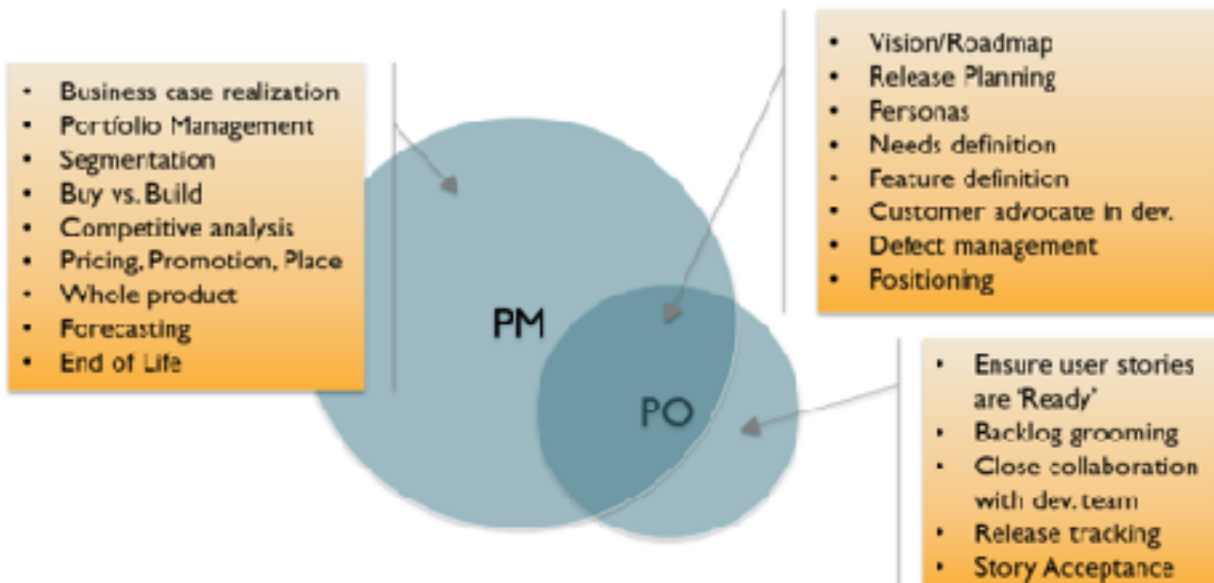 • Business case realization
• Portfolio Management
• Segmentation
• Buy vs. Build
• Competitive analysis
• Pricing, Promotion, Place
• Whole product
• Forecasting
• End of Life
• Vision/Roadmap
• Release Planning
• Personas
• Needs definition
• Feature definition
• Customer advocate in dev.
• Defect management
• Positioning
PM
PO
• Ensure user stories
are 'Ready'
• Backlog grooming
• Close collaboration
with dev. team
• Release tracking
• Story Acceptance